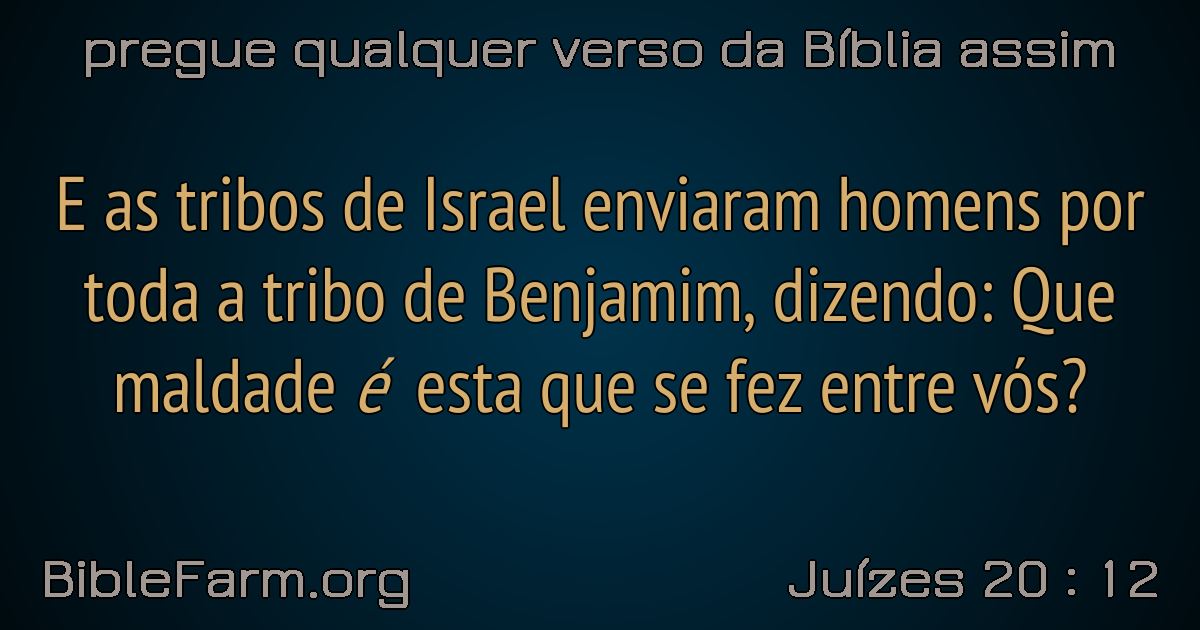 pregue qualquer verso da Bíblia assim
E as tribos de Israel enviaram homens por
toda a tribo de Benjamim, dizendo: Que
maldade é esta que se fez entre vós?
BibleFarm.org
Juízes 20 : 12